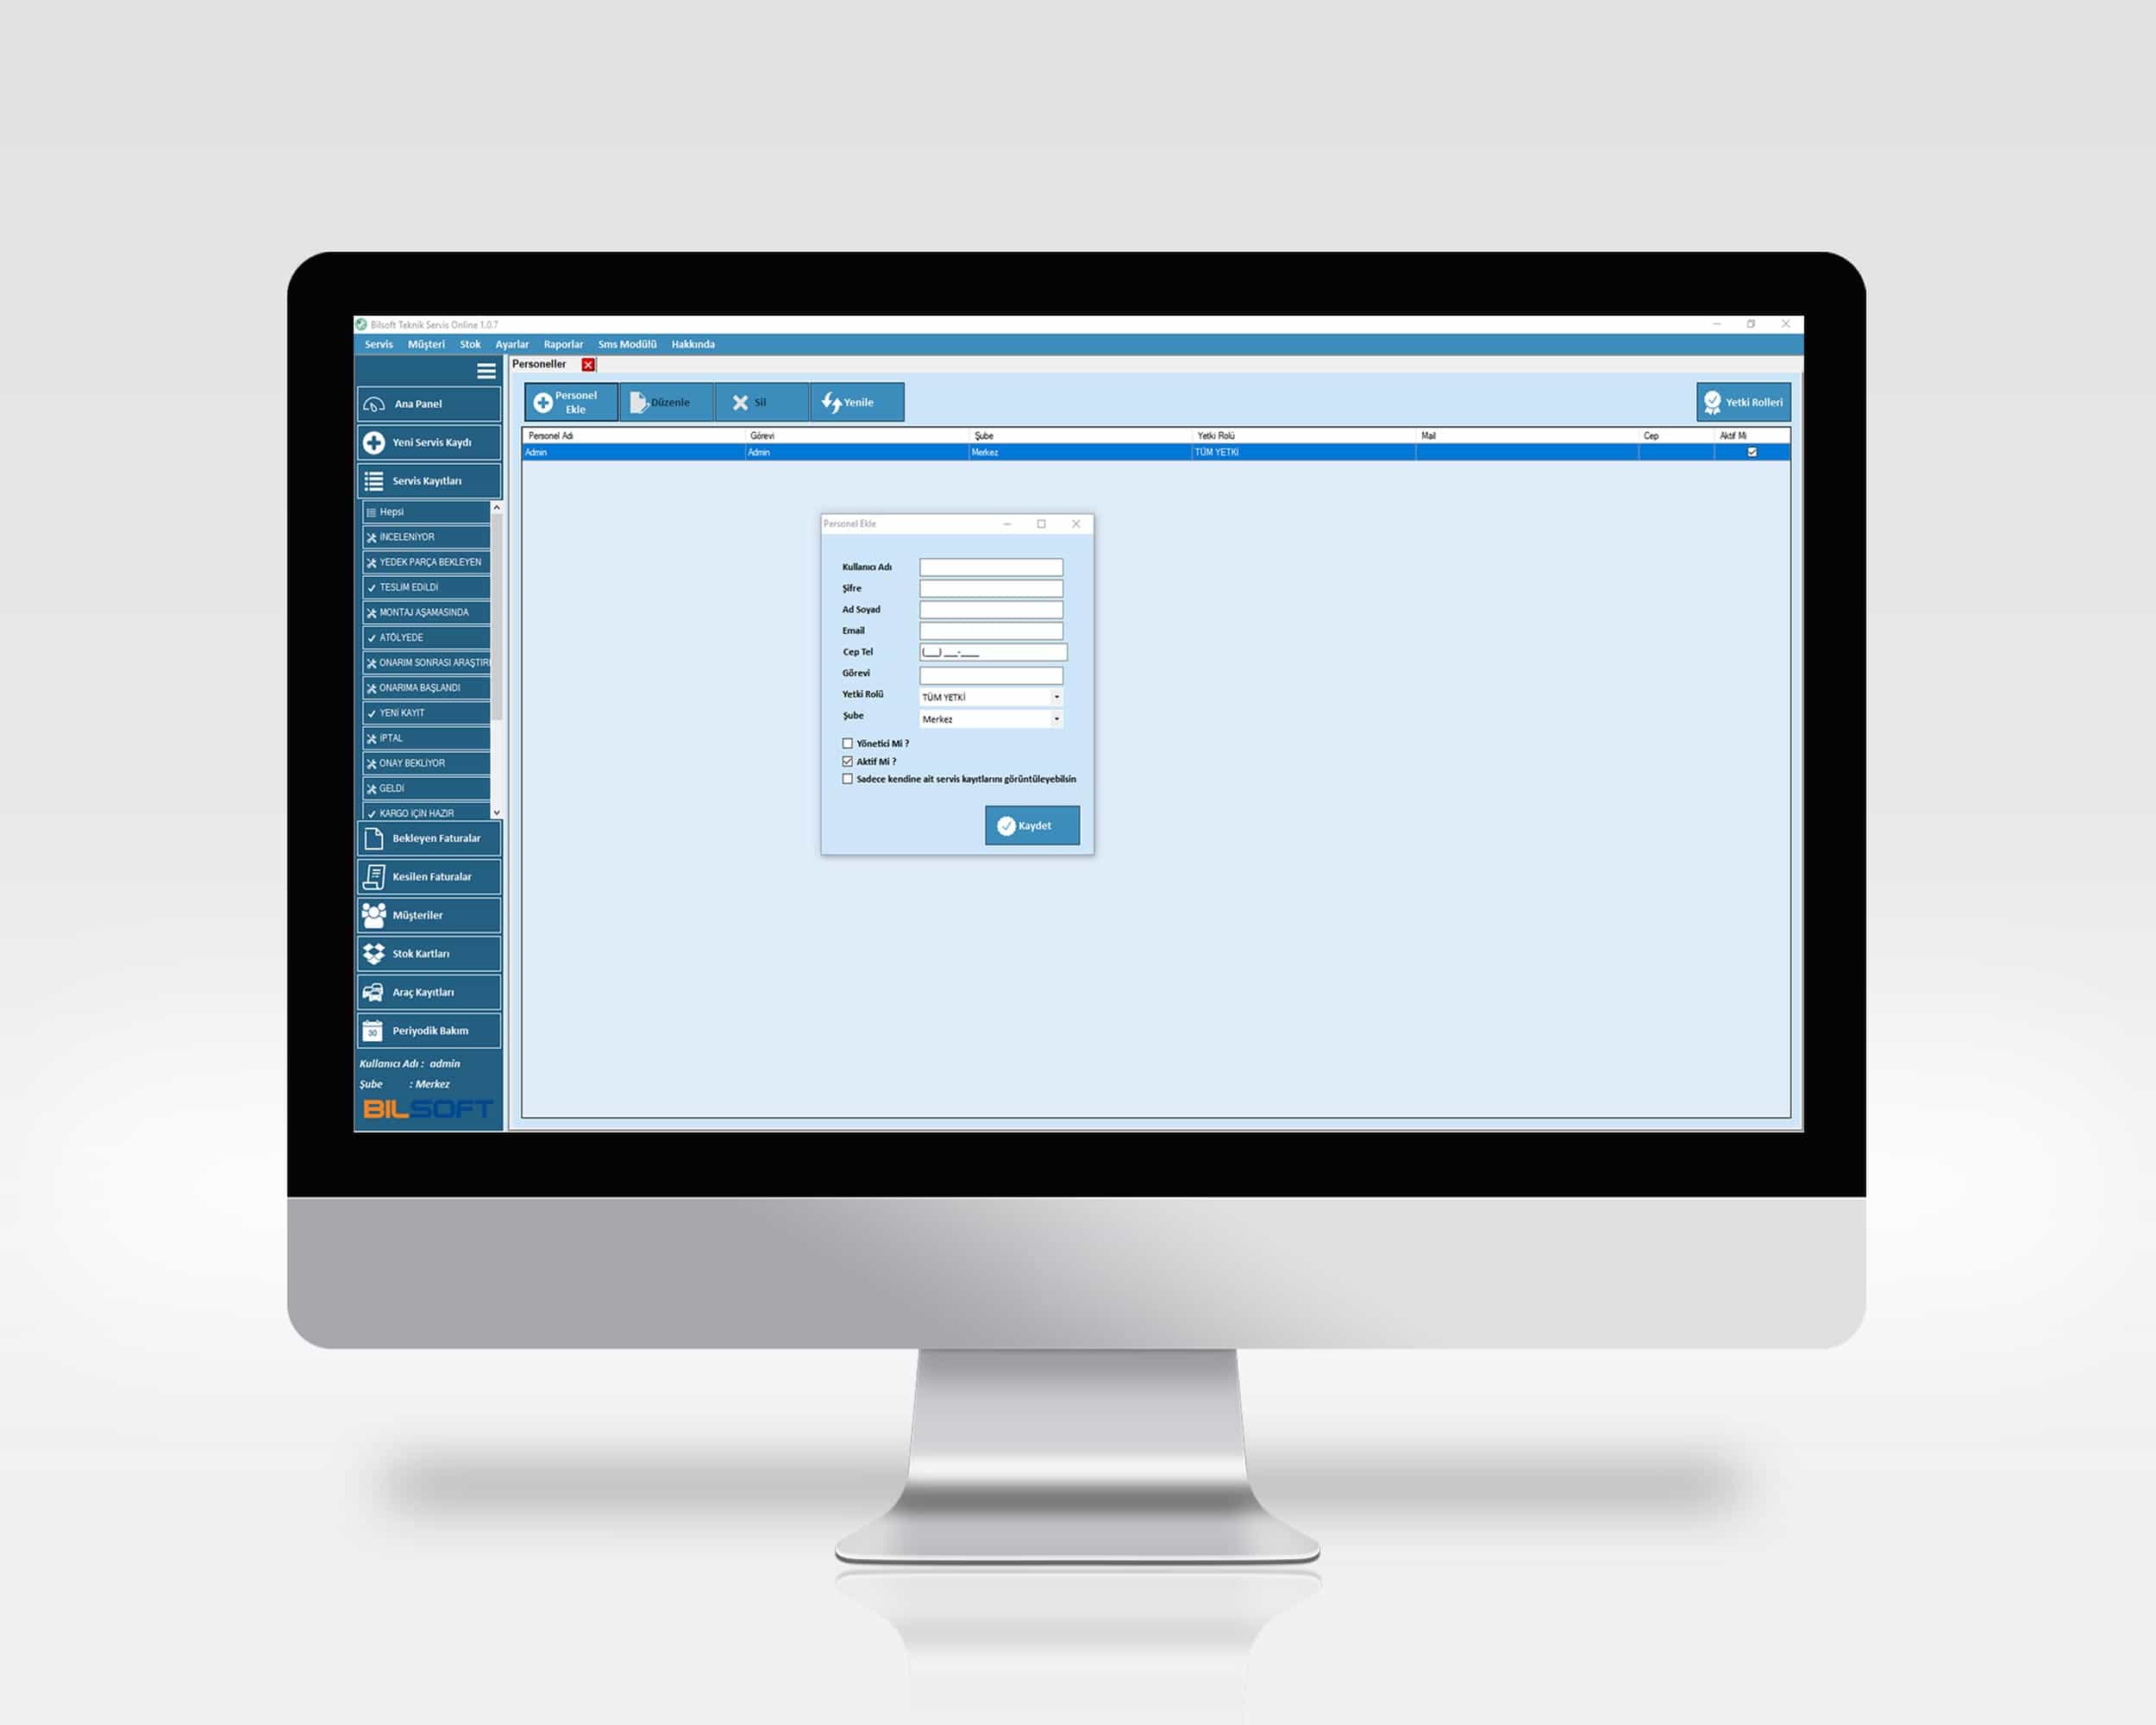 Bilsoft Teknik Servis Online 1.0.7
Servis Müşteri Stok Ayarlar Raporlar Sms Modülü Hakkında
Personeller
Ana Panel
Yeni Servis Kaydı
Servis Kayıtları
Hepsi
İNCELENİYOR
YEDEK PARÇA BEKLEYEN
TESLİM EDİLDİ
MONTAJ AŞAMASINDA
ATÖLYEDE
ONARIM SONRASI ARAŞTIRI
ONARIMA BAŞLANDI
YENİ KAYIT
İPTAL
ONAY BEKLİYOR
GELDİ
KARGO İÇİN HAZIR
Bekleyen Faturalar
Kesilen Faturalar
Müşteriler
Stok Kartları
Araç Kayıtları
30
Periyodik Bakım
Kullanıcı Adı : admin
Şube : Merkez
BILSOFT
Personel
Ekle
Düzenle
Sil
Yenile
Yetki Rolleri
Personel Adı Görevi Şube Yetki Rolü Mail Cep Aktif Mi
Admin Admin Merkez TÜM YETKİ
Personel Ekle
Kullanıcı Adı
Şifre
Ad Soyad
Email
Cep Tel (___) ___-____
Görevi
Yetki Rolü TÜM YETKİ
Şube Merkez
Yönetici Mi ?
Aktif Mi ?
Sadece kendine ait servis kayıtlarını görüntüleyebilsin
Kaydet